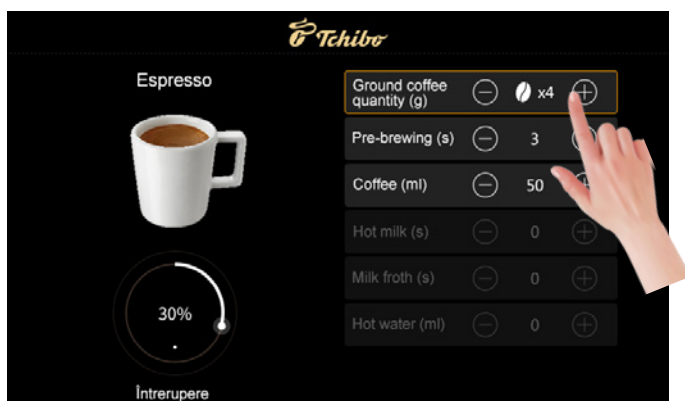 Tchibo
Espresso
Ground coffee
quantity (g)
x4
Pre-brewing (s)
3
Coffee (ml)
50
Hot milk (s)
0
Milk froth (s)
0
Hot water (ml)
0
30%
Întrerupere